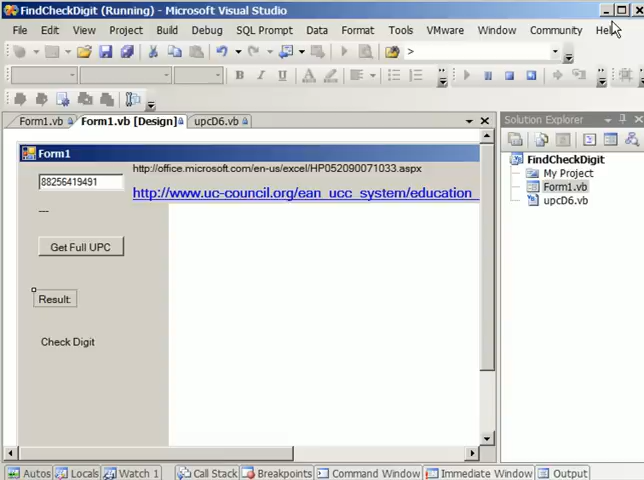 FindCheckDigit (Running) - Microsoft Visual Studio
File Edit View Project Build Debug SQL Prompt Data Format Tools VMware Window Community
>
B I U A
Form1.vb Form1.vb [Design] upcD6.vb
Solution Explorer
Form1
FindCheckDigit
http://office.microsoft.com/en-us/excel/HP052090071033.aspx
My Project
88256419491
Form1.vb
http://www.uc-council.org/ean_ucc_system/education_
upcD6.vb
Get Full UPC
Result:
Check Digit
Autos Locals Watch 1 Call Stack Breakpoints Command Window Immediate Window Output